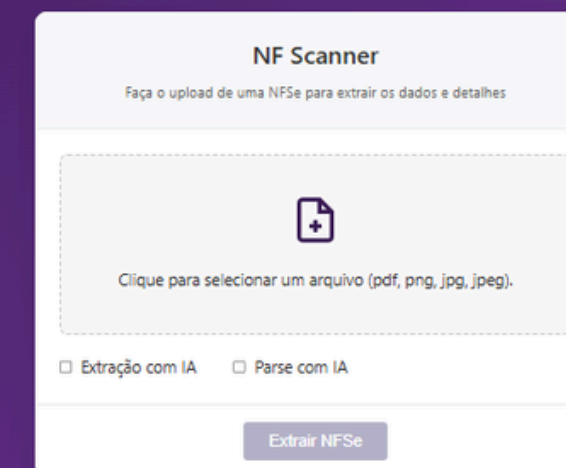 NF Scanner
Faça o upload de uma NFSe para extrair os dados e detalhes
Clique para selecionar um arquivo (pdf, png, jpg, jpeg).
Extração com IA Parse com IA
Extrair NFSe